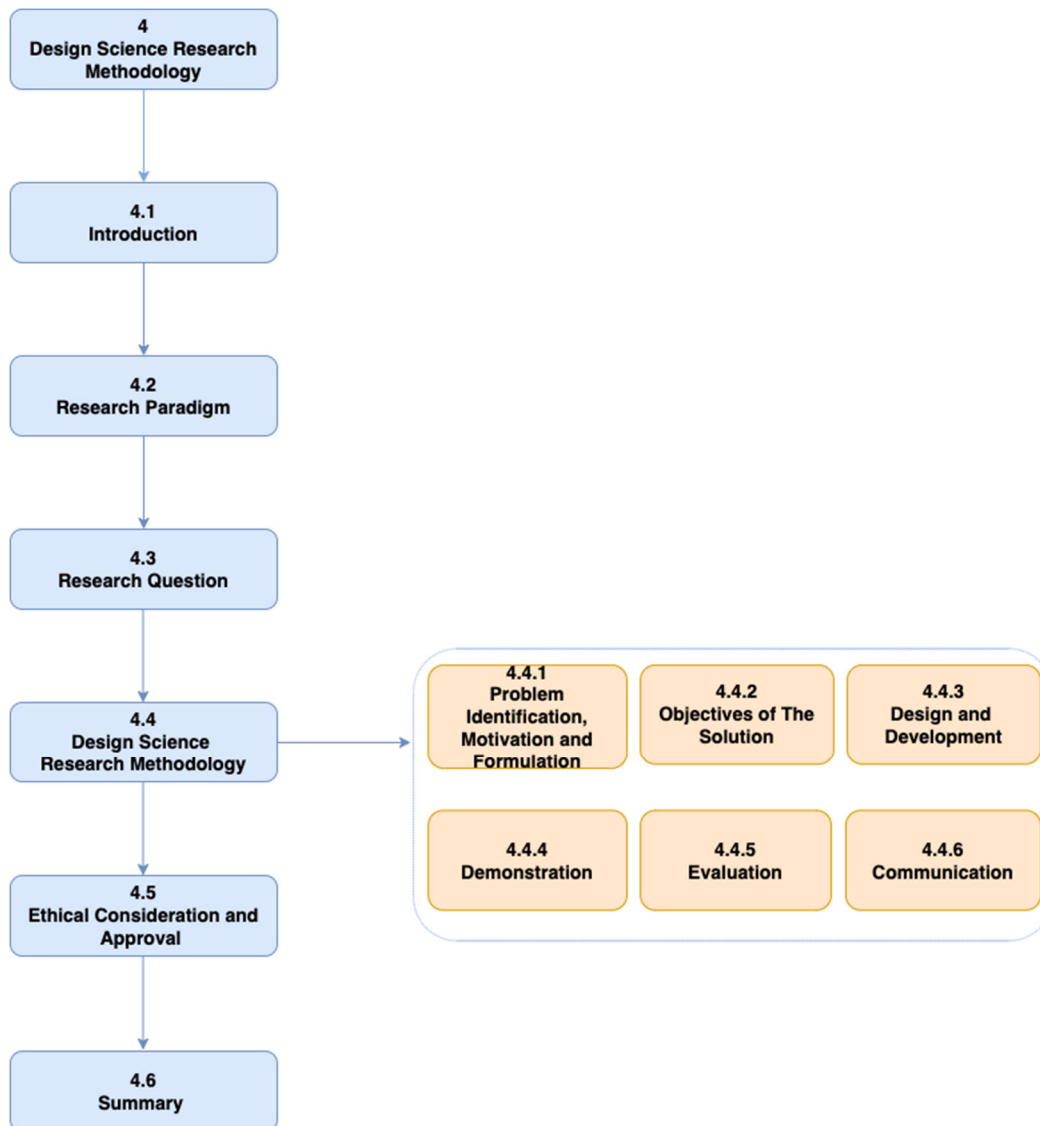 4
Design Science Research
Methodology
4.1
Introduction
4.2
Research Paradigm
4.3
Research Question
4.4
Design Science
Research Methodology
4.4.1
Problem
Identification,
Motivation and
Formulation
4.4.2
Objectives of The
Solution
4.4.3
Design and
Development
4.4.4
Demonstration
4.4.5
Evaluation
4.4.6
Communication
4.5
Ethical Consideration and
Approval
4.6
Summary